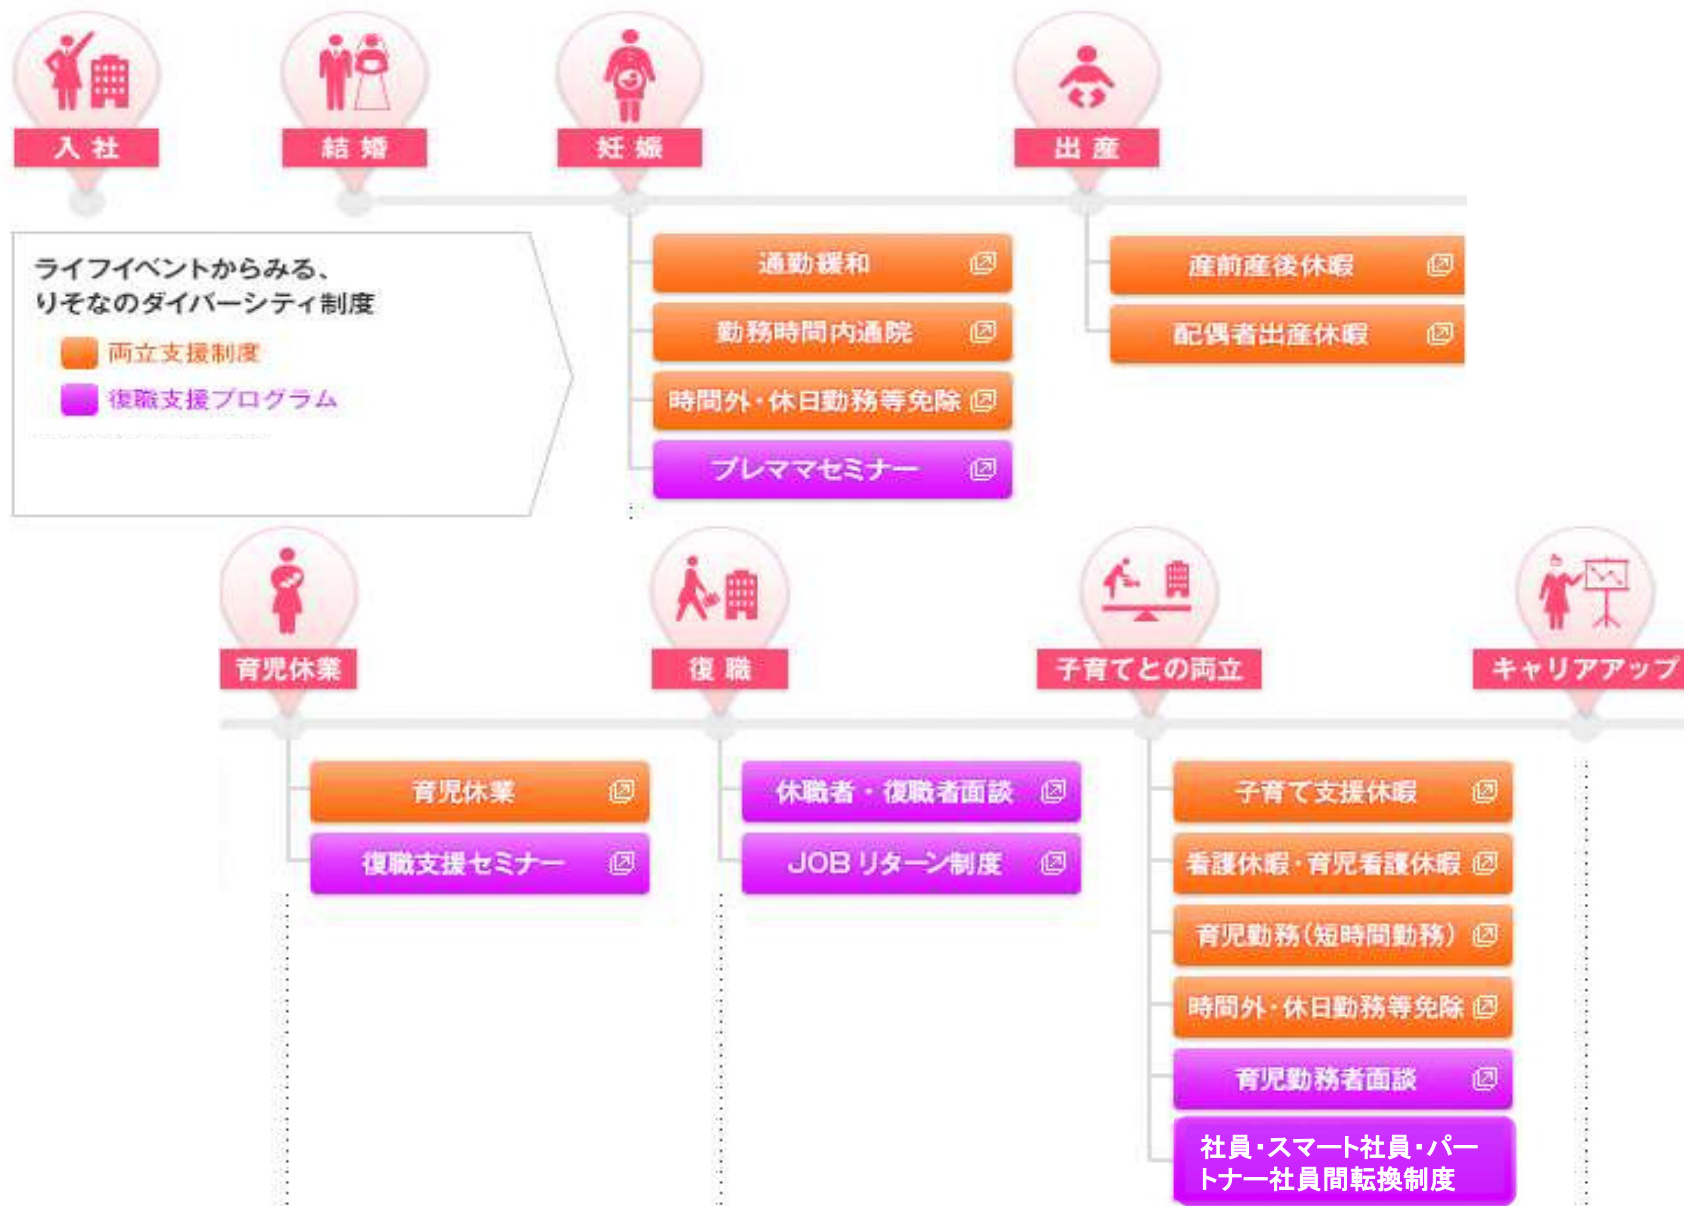 入社
結婚
妊娠
出産
ライフイベントからみる、
りそなのダイバーシティ制度
両立支援制度
復職支援プログラム
通勤緩和
勤務時間内通院
時間外・休日勤務等免除
プレママセミナー
産前産後休暇
配偶者出産休暇
育児休業
復職
子育てとの両立
キャリアアップ
育児休業
復職支援セミナー
休職者・復職者面談
JOBリターン制度
子育て支援休暇
看護休暇・育児看護休暇
育児勤務(短時間勤務)
時間外・休日勤務等免除
育児勤務者面談
社員・スマート社員・パー
トナー社員間転換制度